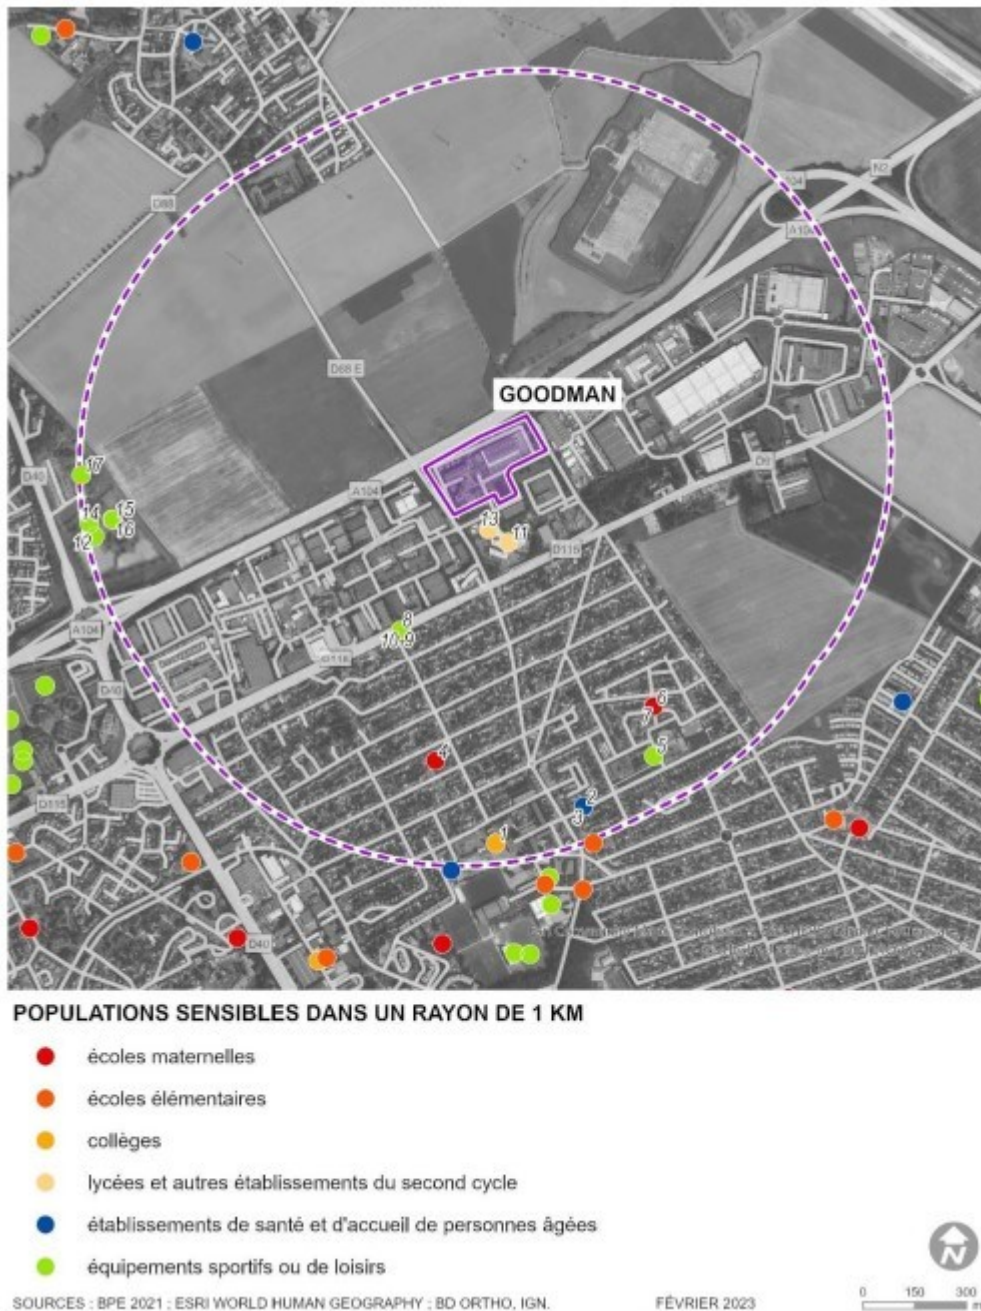 104
N2
D88
A104
D68 E
GOODMAN
D40
17
A104
D9
14
15
16
12
13
11
D115
8
10-9
A104
D40
6
7
4
5
2
3
D115
1
D40
POPULATIONS SENSIBLES DANS UN RAYON DE 1 KM
écoles maternelles
écoles élémentaires
collèges
lycées et autres établissements du second cycle
établissements de santé et d'accueil de personnes âgées
équipements sportifs ou de loisirs
N
0 150 300
m
SOURCES : BPE 2021 ; ESRI WORLD HUMAN GEOGRAPHY ; BD ORTHO, IGN. FÉVRIER 2023